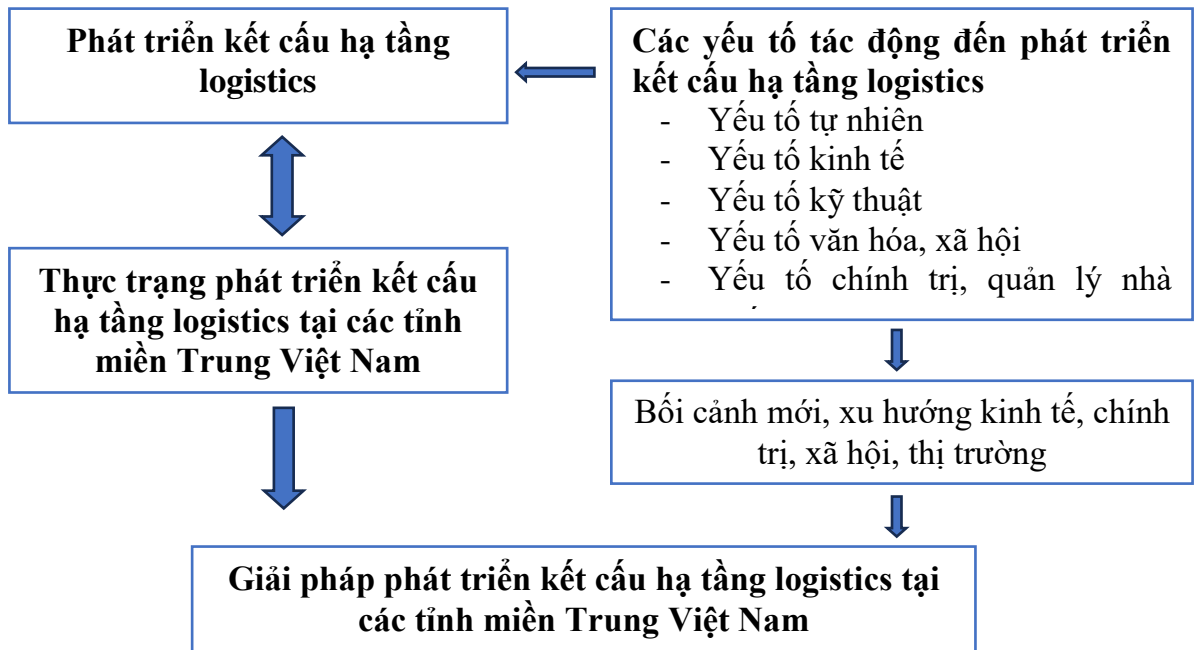 Phát triển kết cấu hạ tầng
logistics
Các yếu tố tác động đến phát triển
kết cấu hạ tầng logistics
- Yếu tố tự nhiên
- Yếu tố kinh tế
- Yếu tố kỹ thuật
- Yếu tố văn hóa, xã hội
- Yếu tố chính trị, quản lý nhà
Thực trạng phát triển kết cấu
hạ tầng logistics tại các tỉnh
miền Trung Việt Nam
Bối cảnh mới, xu hướng kinh tế, chính
trị, xã hội, thị trường
Giải pháp phát triển kết cấu hạ tầng logistics tại
các tỉnh miền Trung Việt Nam